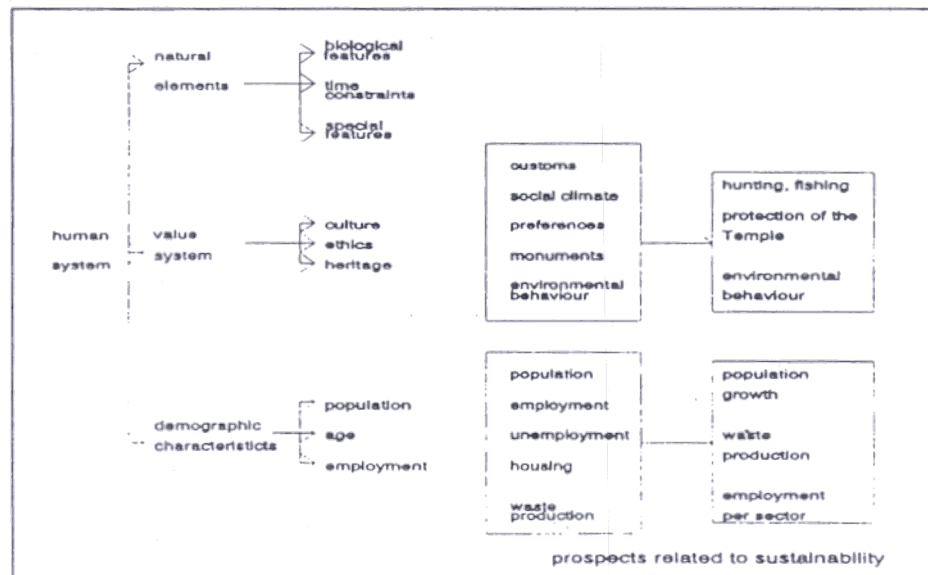 human
system
natural
elements
biological
features
time
constraints
special
features
value
system
culture
ethics
heritage
customs
social climate
preferences
monuments
environmental
behaviour
hunting, fishing
protection of the
Temple
environmental
behaviour
demographic
characteristicts
population
age
employment
population
employment
unemployment
housing
waste
production
population
growth
waste
production
employment
per sector
prospects related to sustainability